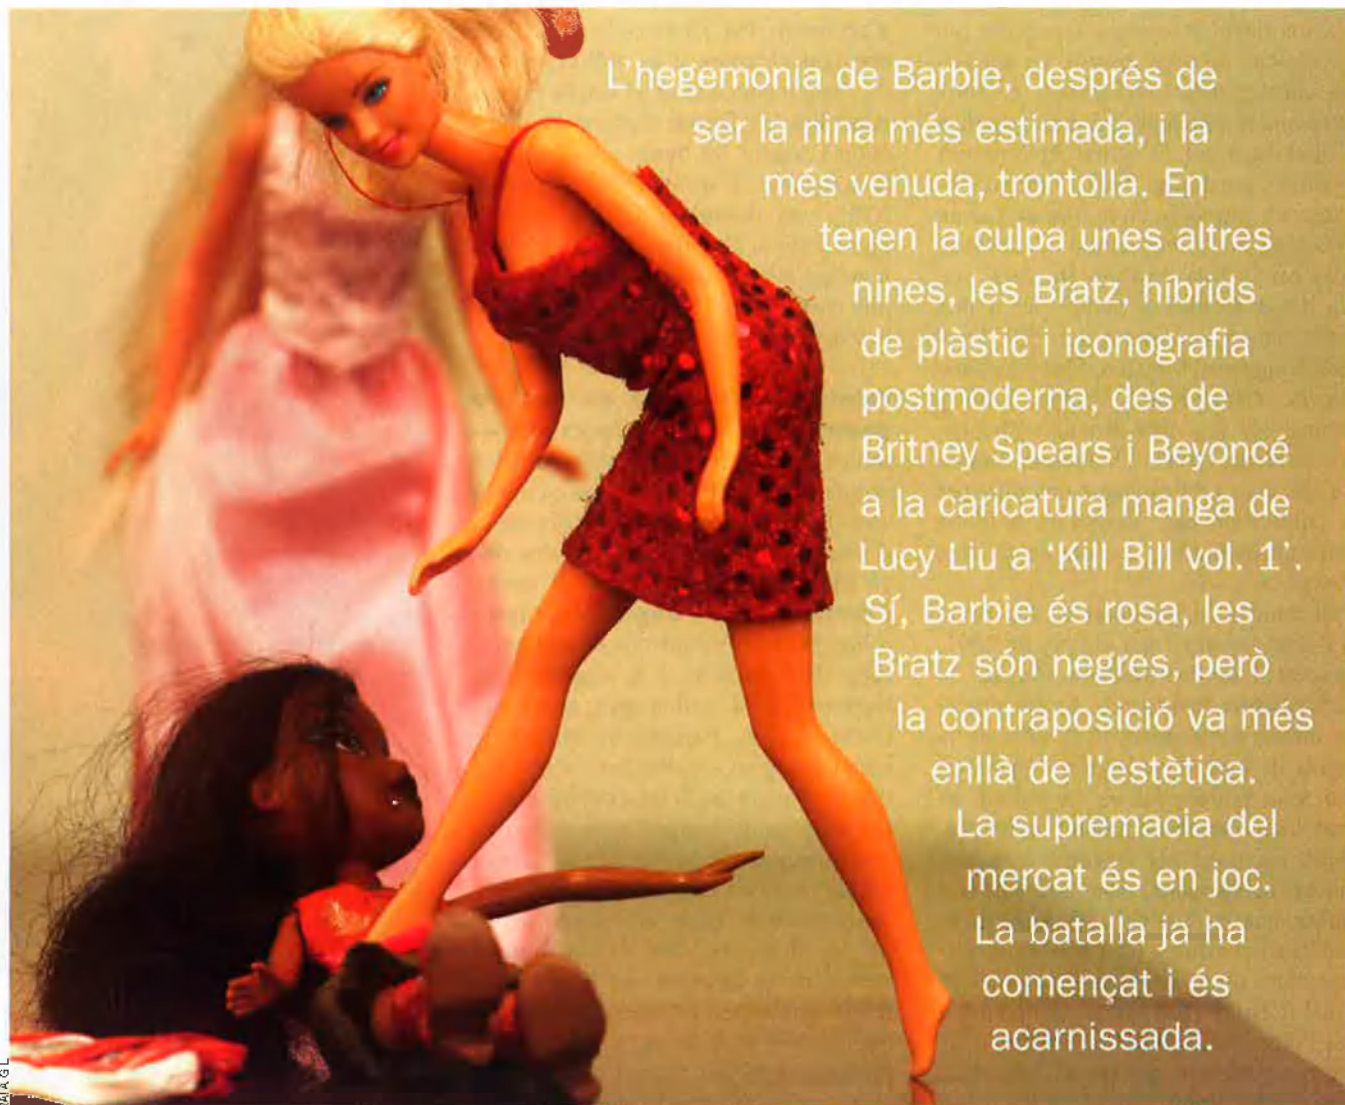 L'hegemonia de Barbie, després de
ser la nina més estimada, i la
més venuda, trontolla. En
tenen la culpa unes altres
nines, les Bratz, híbrids
de plàstic i iconografia
postmoderna, des de
Britney Spears i Beyoncé
a la caricatura manga de
Lucy Liu a ‘Kill Bill vol. 1’.
Sí, Barbie és rosa, les
Bratz són negres, però
la contraposició va més
enllà de l'estètica.
La supremacia del
mercat és en joc.
La batalla ja ha
començat i és
acarnissada.